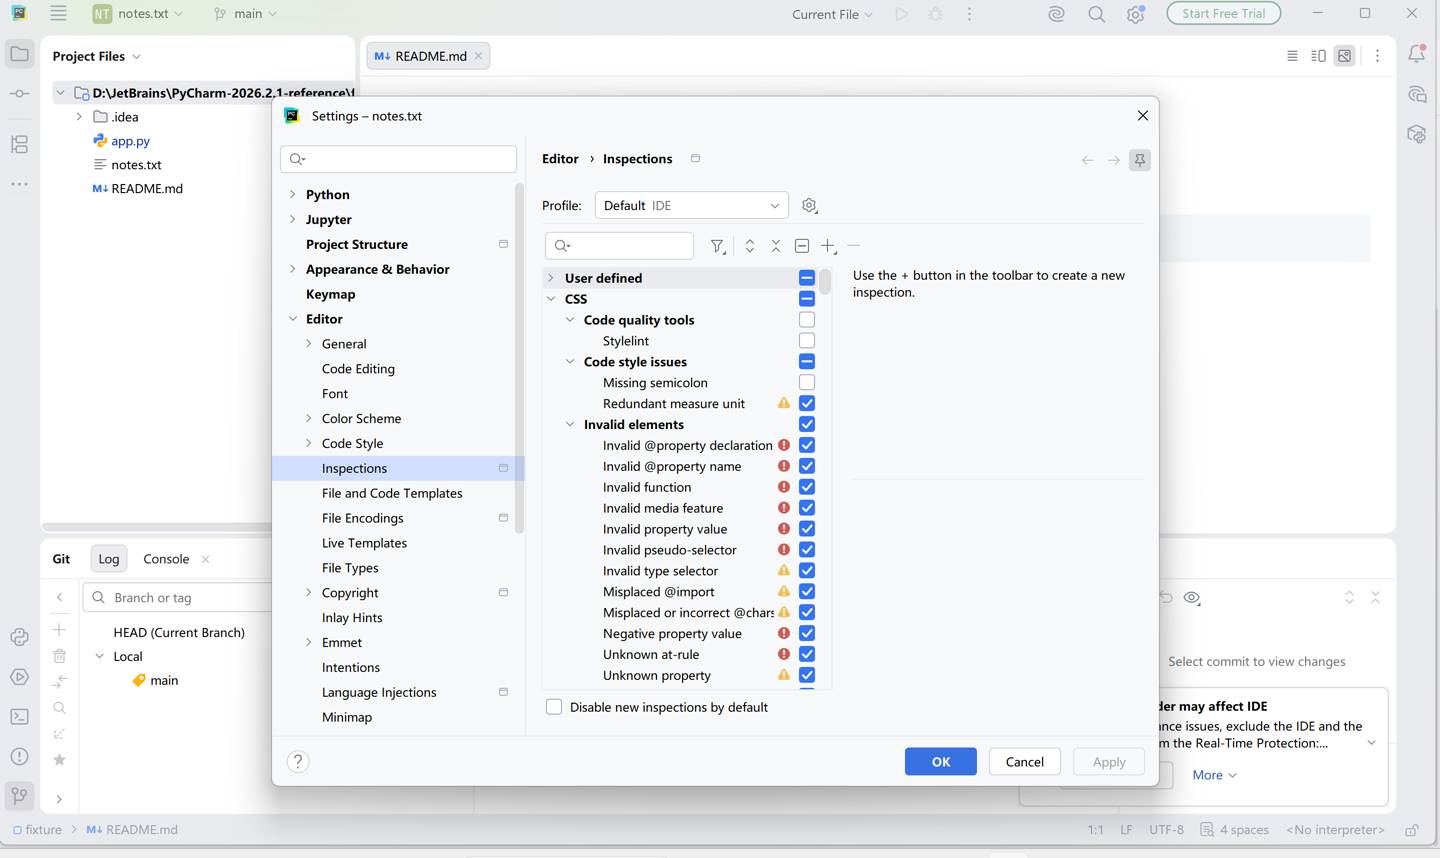 NT notes.txt main Current File Start Free Trial
Project Files
README.md
D:\JetBrains\PyCharm-2026.2.1-reference\f
.idea
app.py
notes.txt
README.md
Settings – notes.txt
Python
Jupyter
Project Structure
Appearance & Behavior
Keymap
Editor
General
Code Editing
Font
Color Scheme
Code Style
Inspections
File and Code Templates
File Encodings
Live Templates
File Types
Copyright
Inlay Hints
Emmet
Intentions
Language Injections
Minimap
Editor › Inspections
Profile: Default IDE
User defined
CSS
Code quality tools
Stylelint
Code style issues
Missing semicolon
Redundant measure unit
Invalid elements
Invalid @property declaration
Invalid @property name
Invalid function
Invalid media feature
Invalid property value
Invalid pseudo-selector
Invalid type selector
Misplaced @import
Misplaced or incorrect @chars
Negative property value
Unknown at-rule
Unknown property
Use the + button in the toolbar to create a new
inspection.
Disable new inspections by default
? OK Cancel Apply
Git Log Console
Branch or tag
HEAD (Current Branch)
Local
main
Select commit to view changes
der may affect IDE
nce issues, exclude the IDE and the
m the Real-Time Protection:...
More
fixture README.md 1:1 LF UTF-8 4 spaces <No interpreter>